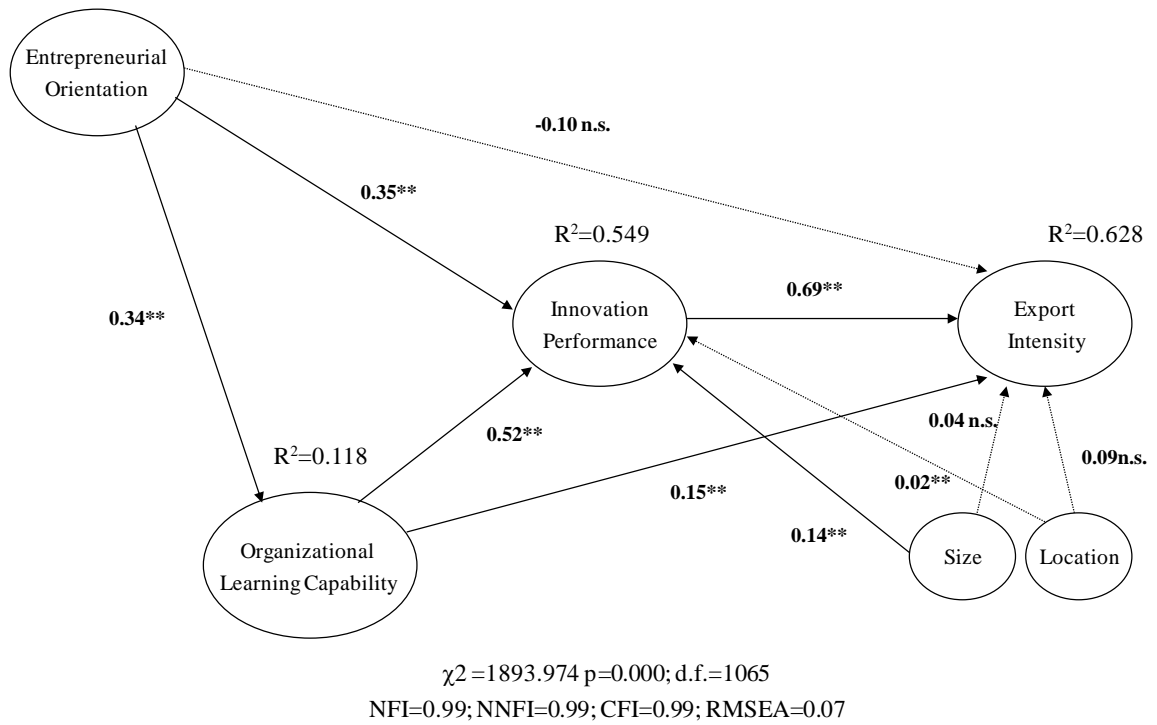 Entrepreneurial
Orientation
-0.10 n.s.
0.35**
R²=0.549
R²=0.628
0.69**
Innovation
Performance
Export
Intensity
0.34**
0.04 n.s.
0.52**
R²=0.118
0.09n.s.
0.02**
0.15**
0.14**
Organizational
Learning Capability
Size
Location
χ2 =1893.974 p=0.000; d.f.=1065
NFI=0.99; NNFI=0.99; CFI=0.99; RMSEA=0.07